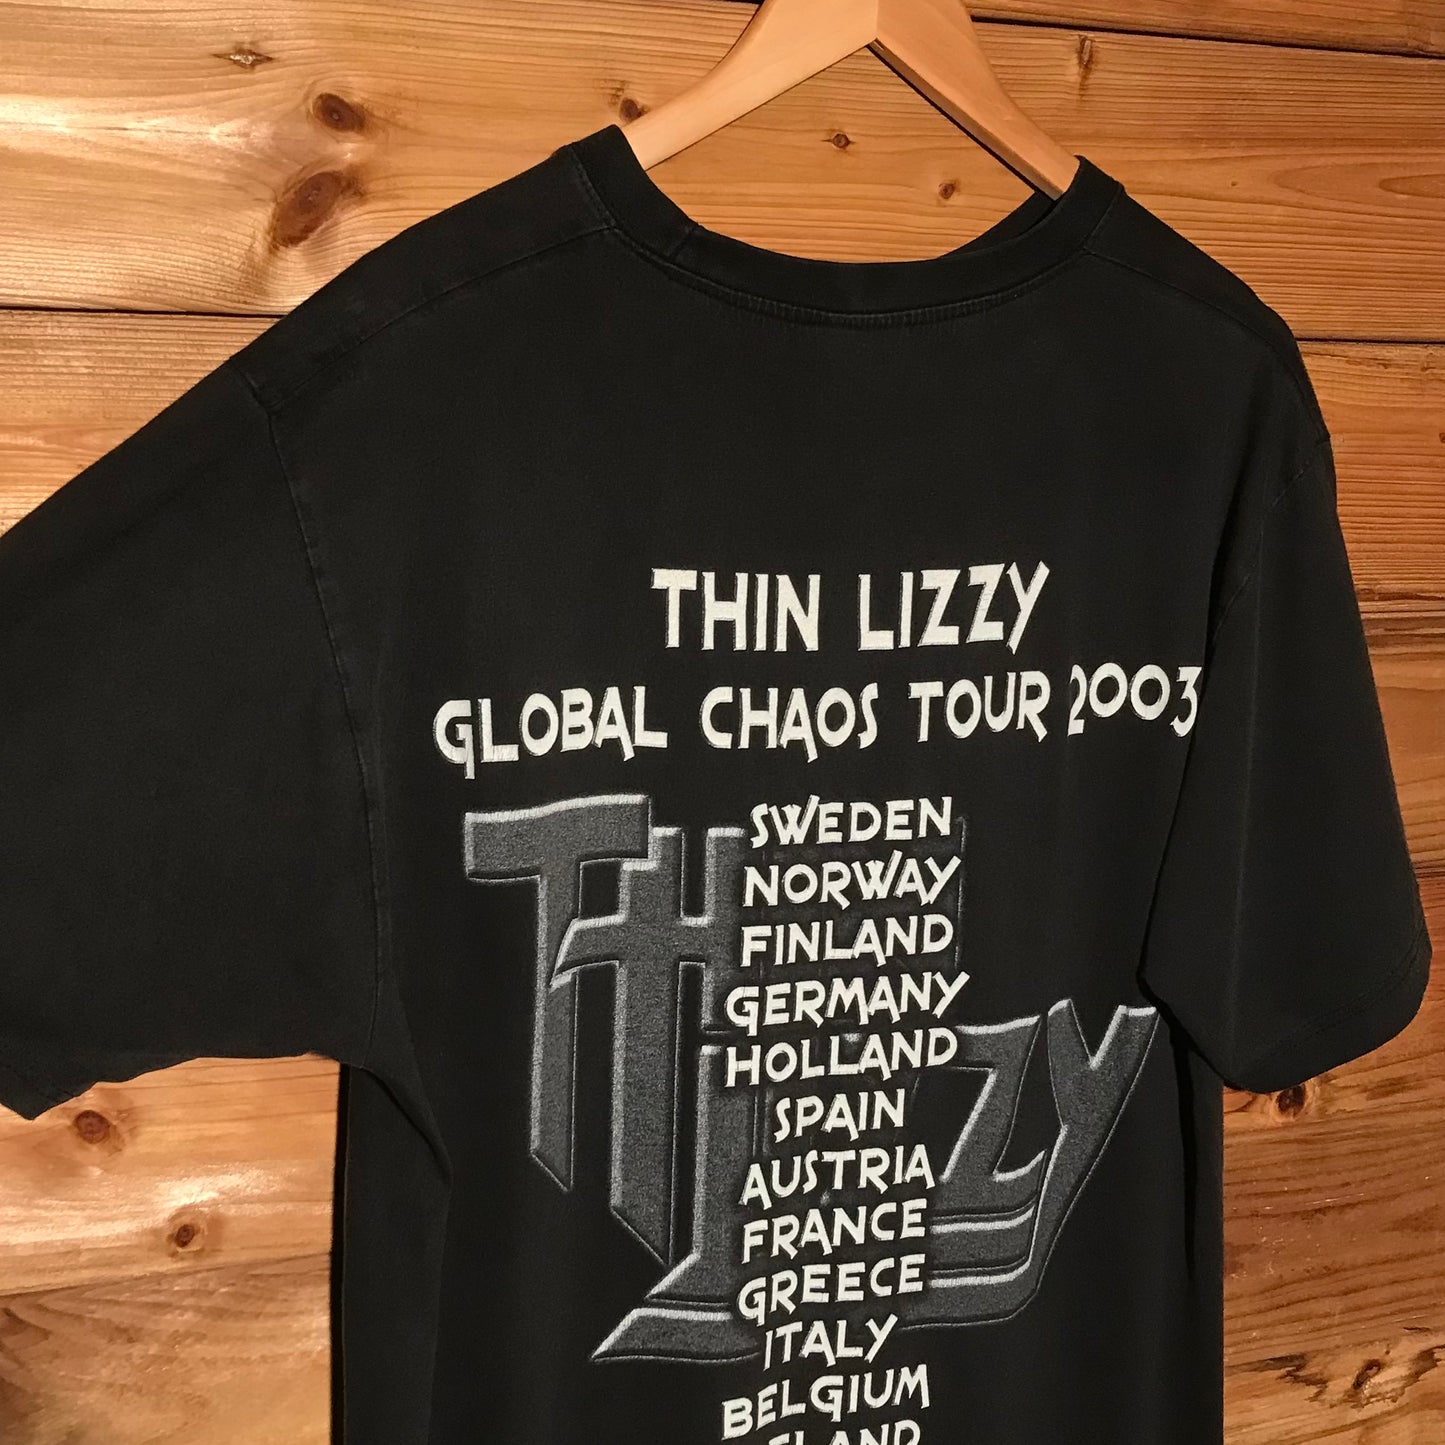 THIN LIZZY
GLOBAL CHAOS TOUR 2003
SWEDEN
NORWAY
FINLAND
GERMANY
HOLLAND
SPAIN
AUSTRIA
FRANCE
GREECE
ITALY
BELGIUM